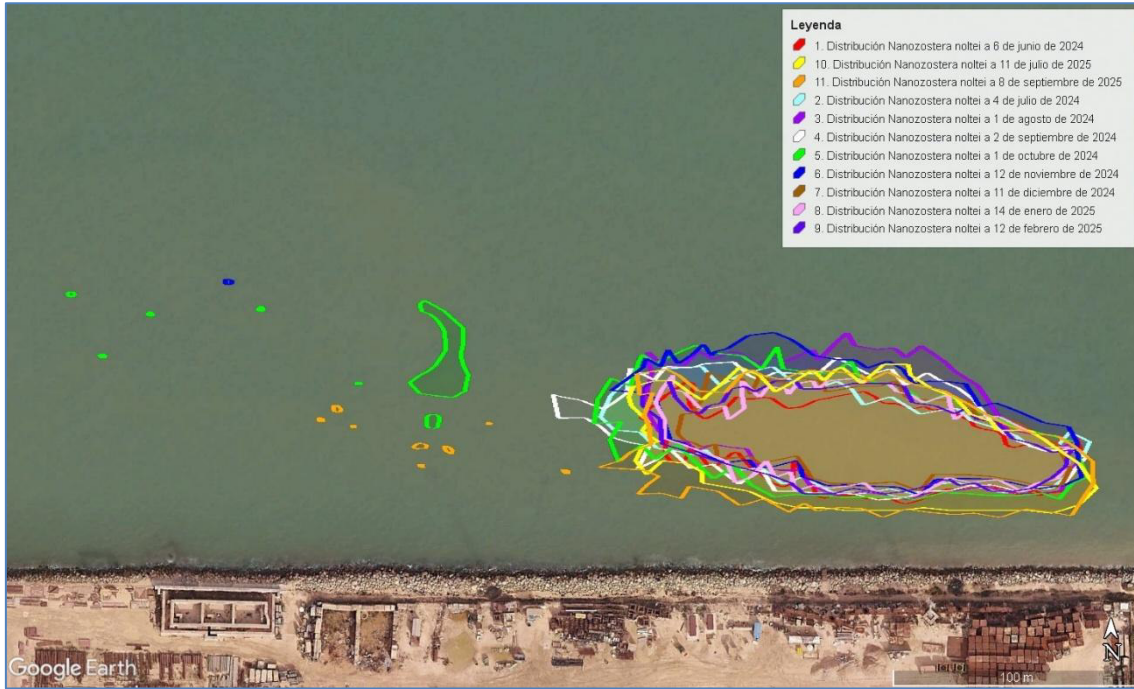 Leyenda
1. Distribución Nanozostera noltei a 6 de junio de 2024
10. Distribución Nanozostera noltei a 11 de julio de 2025
11. Distribución Nanozostera noltei a 8 de septiembre de 2025
2. Distribución Nanozostera noltei a 4 de julio de 2024
3. Distribución Nanozostera noltei a 1 de agosto de 2024
4. Distribución Nanozostera noltei a 2 de septiembre de 2024
5. Distribución Nanozostera noltei a 1 de octubre de 2024
6. Distribución Nanozostera noltei a 12 de noviembre de 2024
7. Distribución Nanozostera noltei a 11 de diciembre de 2024
8. Distribución Nanozostera noltei a 14 de enero de 2025
9. Distribución Nanozostera noltei a 12 de febrero de 2025
N
Google Earth
100 m